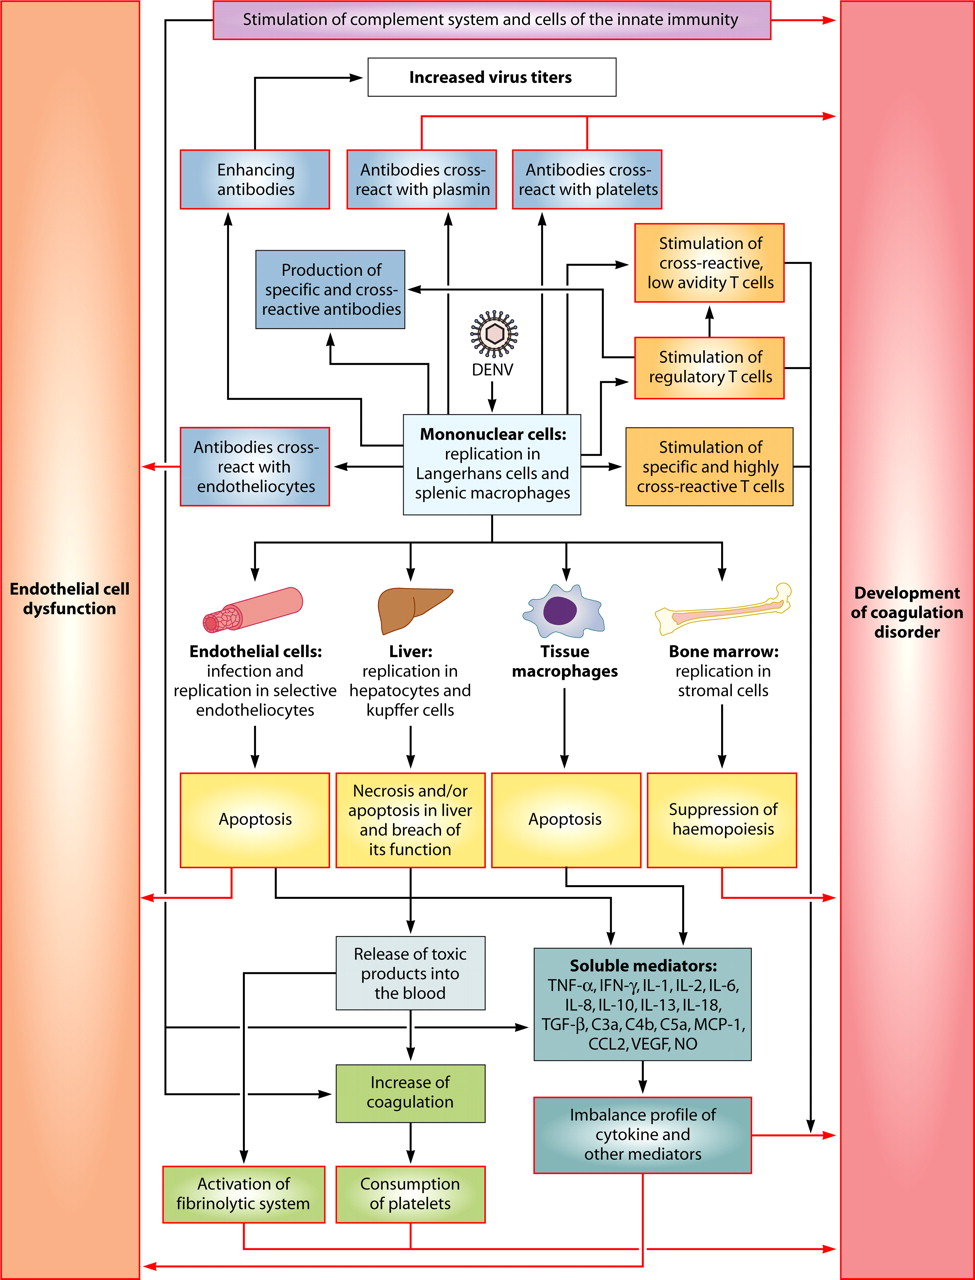 Stimulation of complement system and cells of the innate immunity
Increased virus titers
Enhancing
antibodies
Antibodies cross-
react with plasmin
Antibodies cross-
react with platelets
Stimulation of
cross-reactive,
low avidity T cells
Production of
specific and cross-
reactive antibodies
DENV
Stimulation of
regulatory T cells
Mononuclear cells:
replication in
Langerhans cells and
splenic macrophages
Antibodies cross-
react with
endotheliocytes
Stimulation of
specific and highly
cross-reactive T cells
Endothelial cell
dysfunction
Development
of coagulation
disorder
Endothelial cells:
infection and
replication in selective
endotheliocytes
Liver:
replication in
hepatocytes and
kupffer cells
Tissue
macrophages
Bone marrow:
replication in
stromal cells
Apoptosis
Necrosis and/or
apoptosis in liver
and breach of
its function
Apoptosis
Suppression of
haemopoiesis
Release of toxic
products into
the blood
Soluble mediators:
TNF-α, IFN-γ, IL-1, IL-2, IL-6,
IL-8, IL-10, IL-13, IL-18,
TGF-β, C3a, C4b, C5a, MCP-1,
CCL2, VEGF, NO
Increase of
coagulation
Imbalance profile of
cytokine and
other mediators
Activation of
fibrinolytic system
Consumption
of platelets